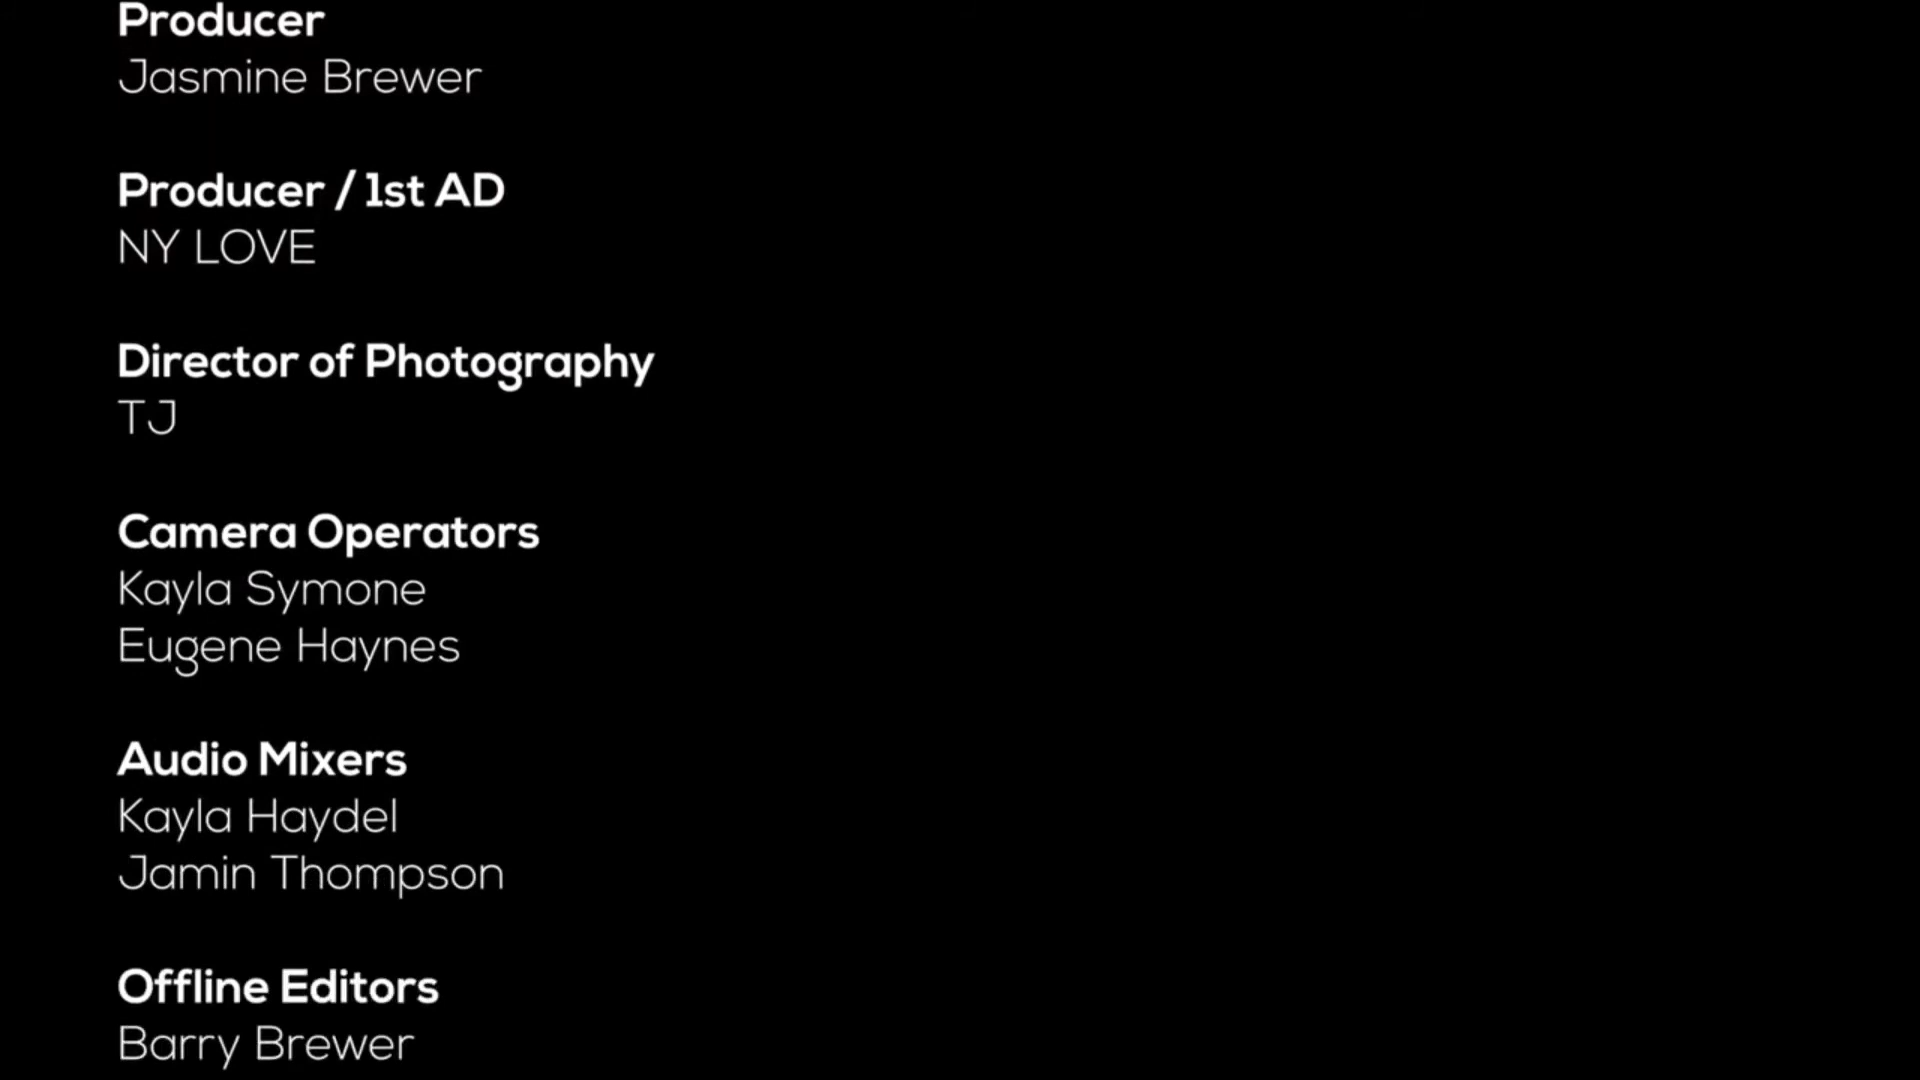 Producer
Jasmine Brewer
Producer / 1st AD
NY LOVE
Director of Photography
TJ
Camera Operators
Kayla Symone
Eugene Haynes
Audio Mixers
Kayla Haydel
Jamin Thompson
Offline Editors
Barry Brewer